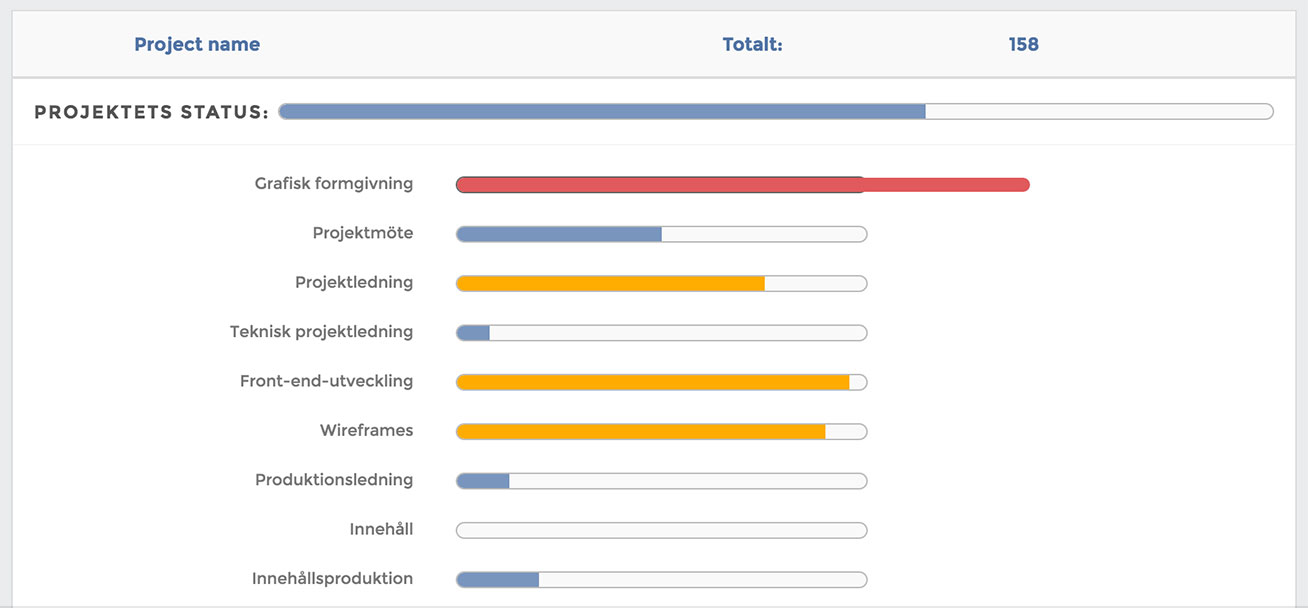 Project name Totalt: 158
PROJEKTETS STATUS:
Grafisk formgivning
Projektmöte
Projektledning
Teknisk projektledning
Front-end-utveckling
Wireframes
Produktionsledning
Innehåll
Innehållsproduktion